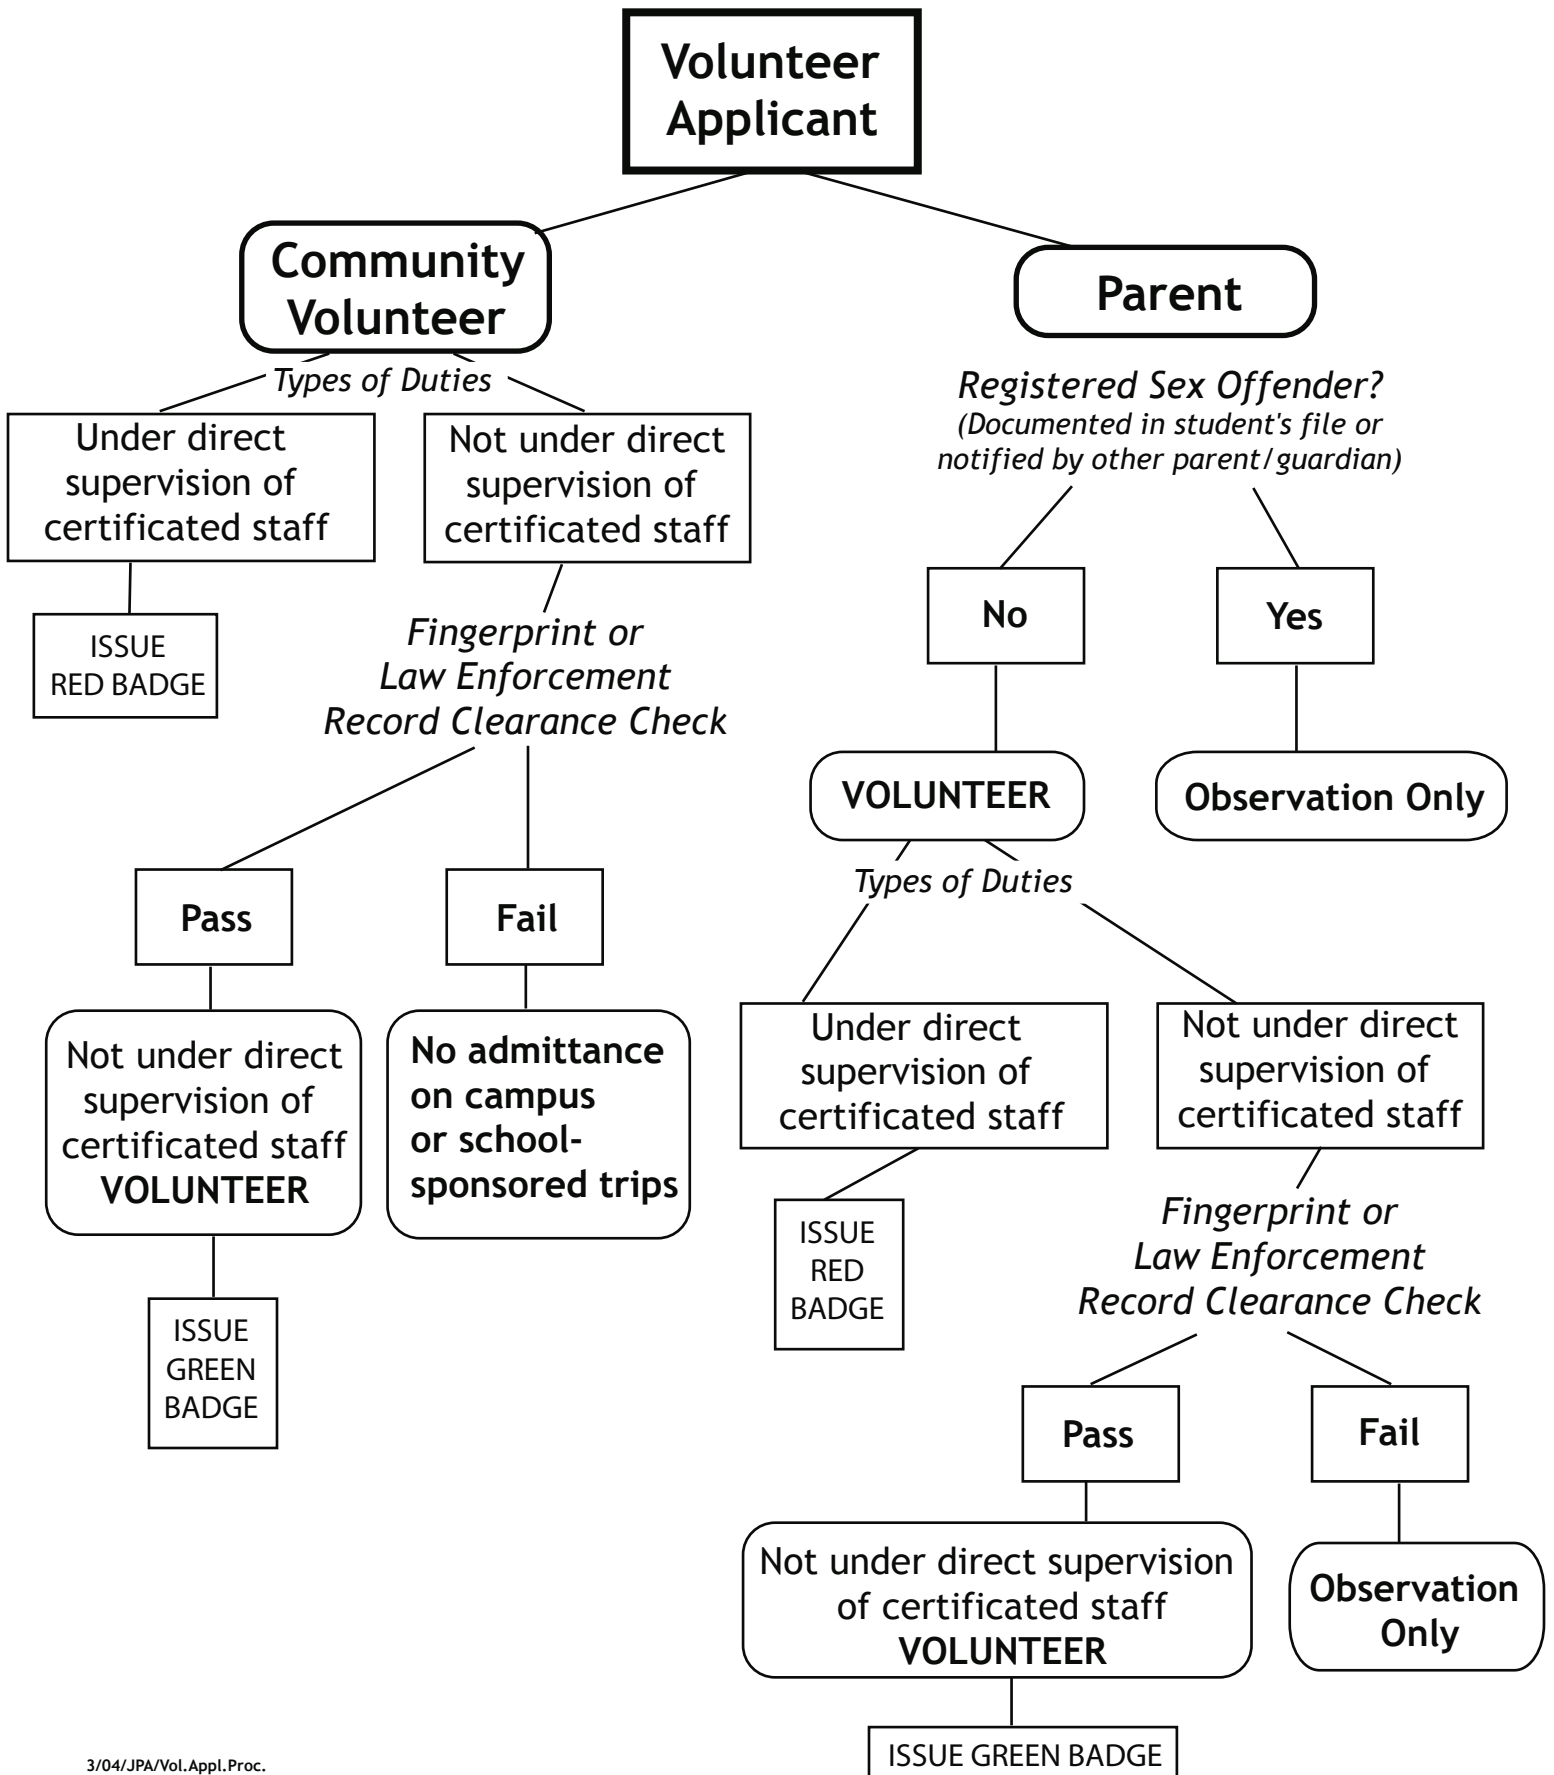 Volunteer
Applicant
Community
Volunteer
Parent
Types of Duties
Under direct
supervision of
certificated staff
Not under direct
supervision of
certificated staff
ISSUE
RED BADGE
Fingerprint or
Law Enforcement
Record Clearance Check
Pass
Fail
Not under direct
supervision of
certificated staff
VOLUNTEER
No admittance
on campus
or school-
sponsored trips
ISSUE
GREEN
BADGE
Registered Sex Offender?
(Documented in student's file or
notified by other parent/guardian)
No
Yes
VOLUNTEER
Observation Only
Types of Duties
Under direct
supervision of
certificated staff
Not under direct
supervision of
certificated staff
ISSUE
RED
BADGE
Fingerprint or
Law Enforcement
Record Clearance Check
Pass
Fail
Not under direct supervision
of certificated staff
VOLUNTEER
Observation
Only
ISSUE GREEN BADGE
3/04/JPA/Vol.Appl.Proc.